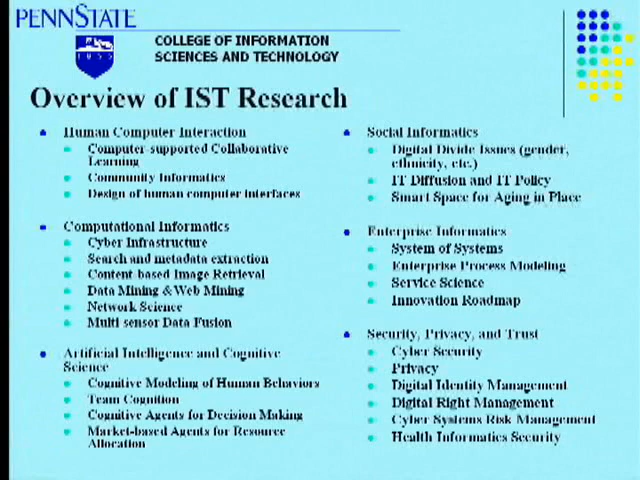 PENNSTATE
1855
COLLEGE OF INFORMATION
SCIENCES AND TECHNOLOGY
Overview of IST Research
Human Computer Interaction
Computer-supported Collaborative
Learning
Community Informatics
Design of human computer interfaces
Computational Informatics
Cyber Infrastructure
Search and metadata extraction
Content-based Image Retrieval
Data Mining & Web Mining
Network Science
Multi sensor Data Fusion
Artificial Intelligence and Cognitive
Science
Cognitive Modeling of Human Behaviors
Team Cognition
Cognitive Agents for Decision Making
Market-based Agents for Resource
Allocation
Social Informatics
Digital Divide Issues (gender,
ethnicity, etc.)
IT Diffusion and IT Policy
Smart Space for Aging in Place
Enterprise Informatics
System of Systems
Enterprise Process Modeling
Service Science
Innovation Roadmap
Security, Privacy, and Trust
Cyber Security
Privacy
Digital Identity Management
Digital Right Management
Cyber Systems Risk Management
Health Informatics Security